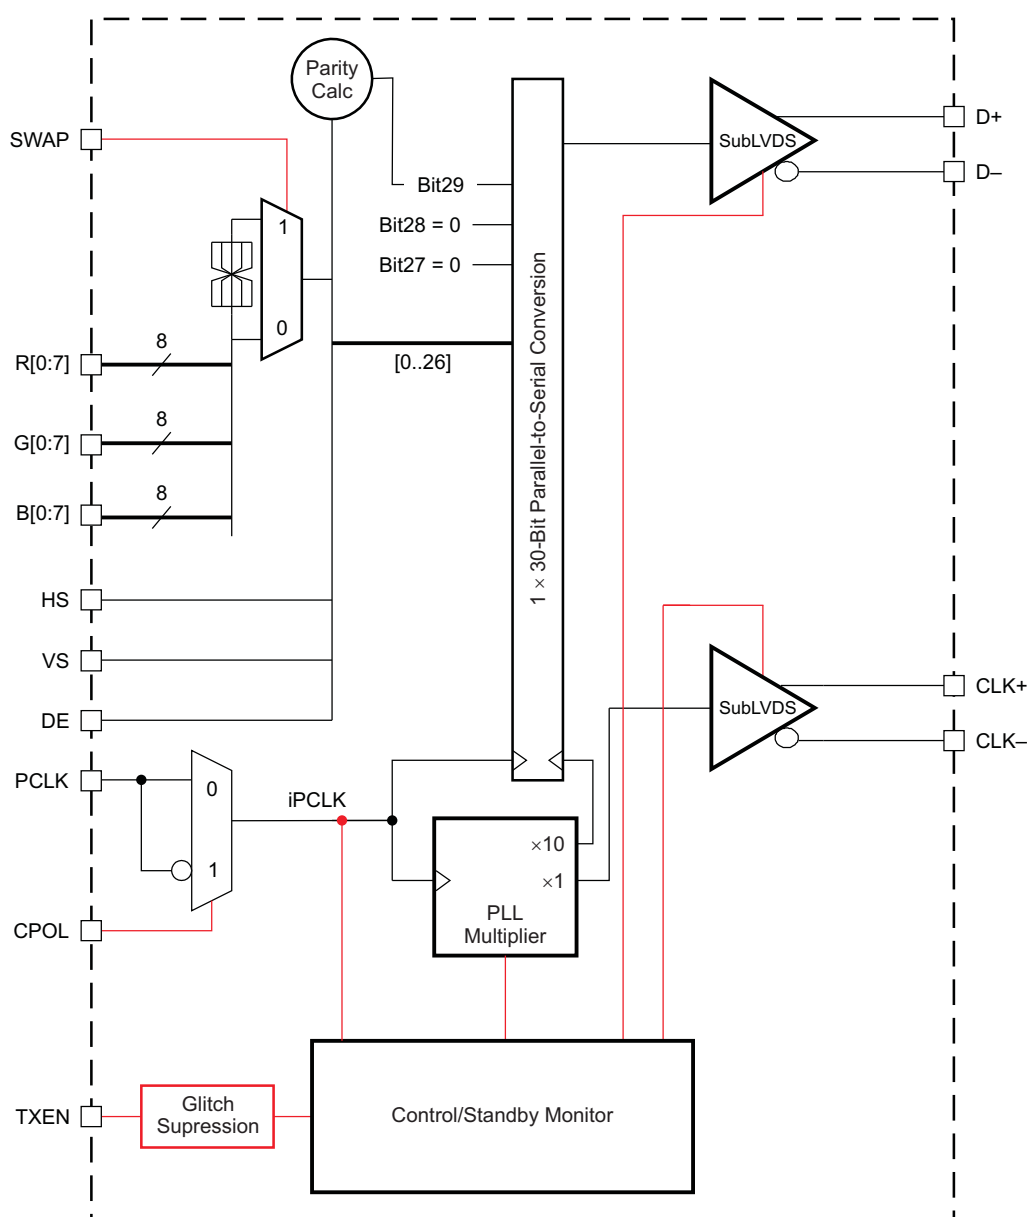 Parity
Calc
SWAP
SubLVDS
D+
D–
Bit29
1
Bit28 = 0
Bit27 = 0
0
8
R[0:7]
[0..26]
8
G[0:7]
8
B[0:7]
1 × 30-Bit Parallel-to-Serial Conversion
HS
VS
DE
SubLVDS
CLK+
CLK–
PCLK
0
iPCLK
1
×10
×1
PLL
Multiplier
CPOL
TXEN
Glitch
Supression
Control/Standby Monitor